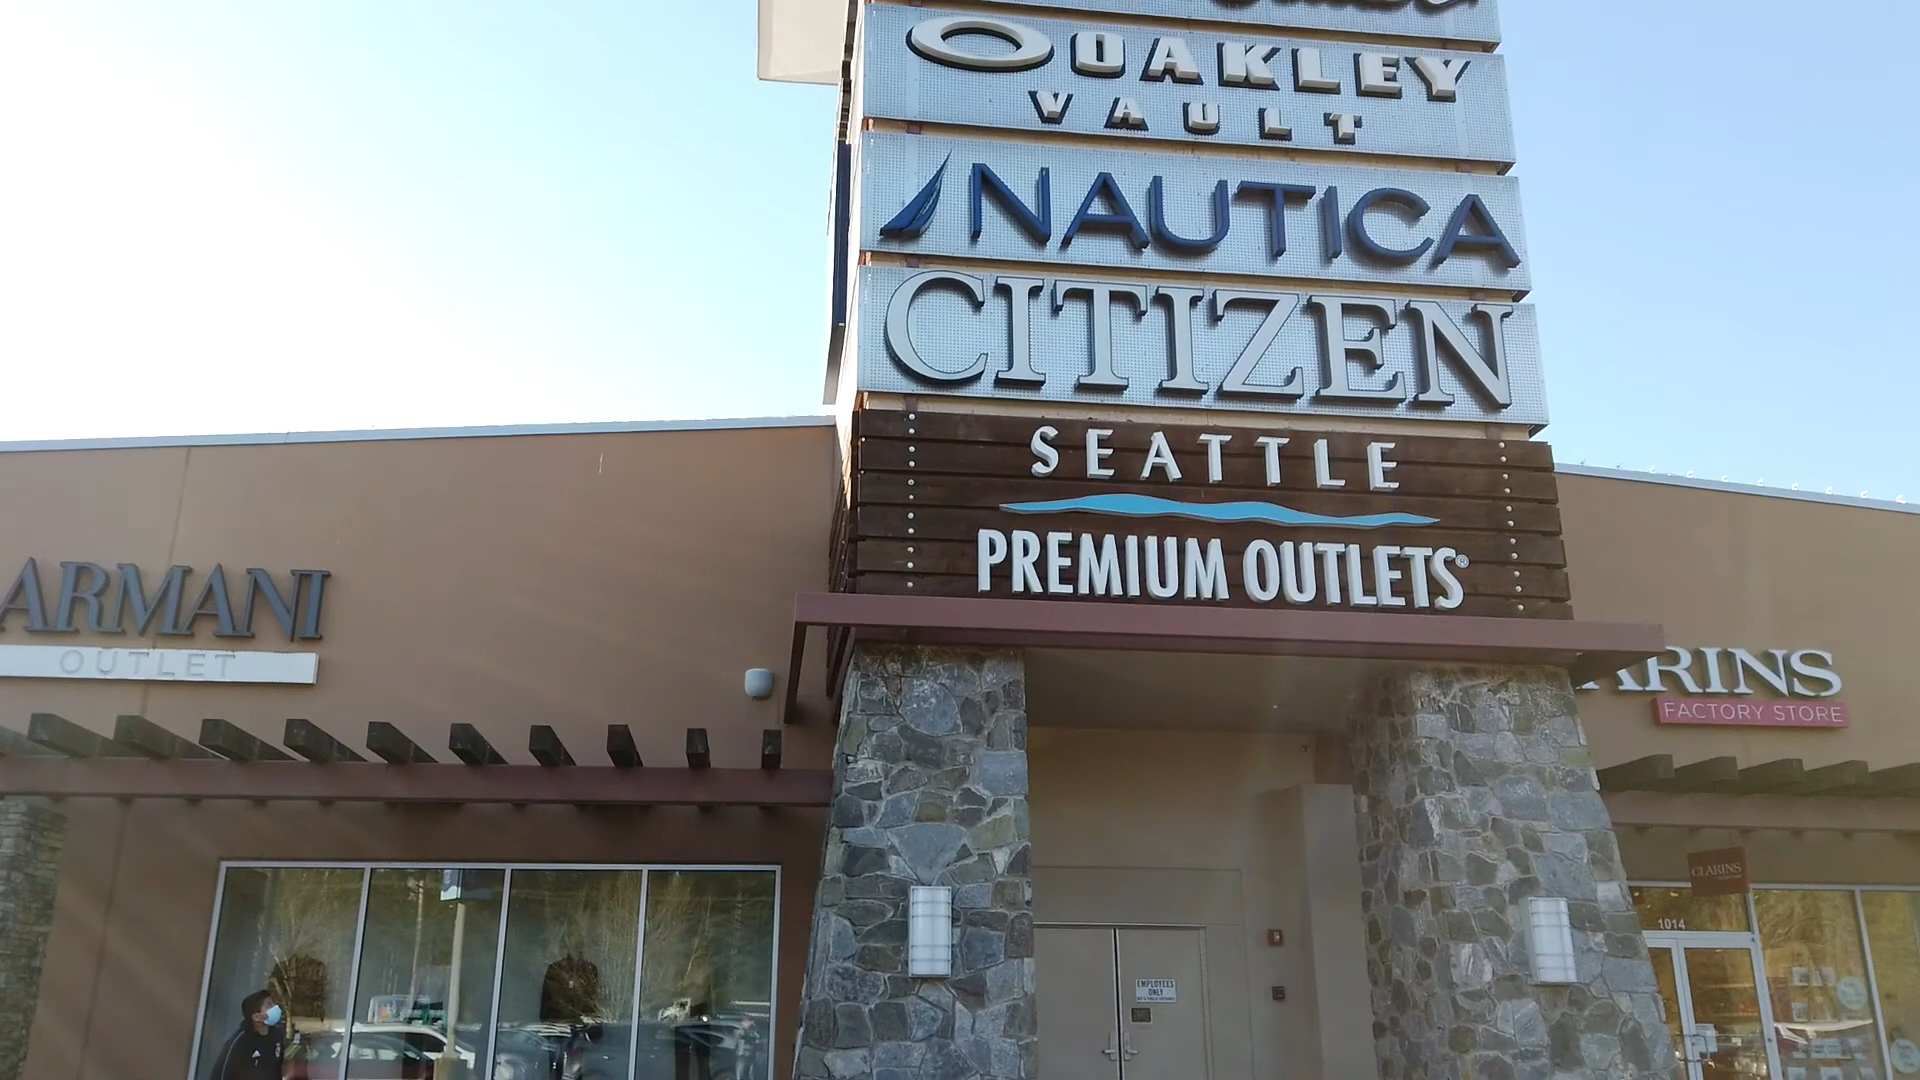 OAKLEY
VAULT
NAUTICA
CITIZEN
SEATTLE
PREMIUM OUTLETS®
ARMANI
OUTLET
ARINS
FACTORY STORE
CLARINS
1014
EMPLOYEES
ONLY